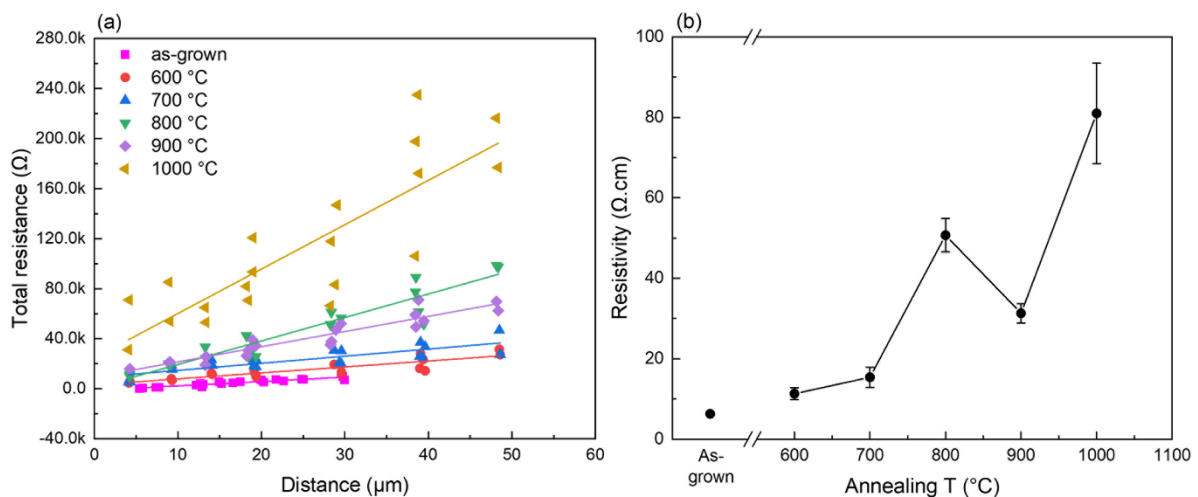 (a)
280.0k
240.0k
200.0k
160.0k
120.0k
80.0k
40.0k
0.0
-40.0k
Total resistance (Ω)
as-grown
600 °C
700 °C
800 °C
900 °C
1000 °C
0 10 20 30 40 50 60
Distance (µm)
(b)
100
80
60
40
20
0
Resistivity (Ω.cm)
As-
grown
600 700 800 900 1000 1100
Annealing T (°C)